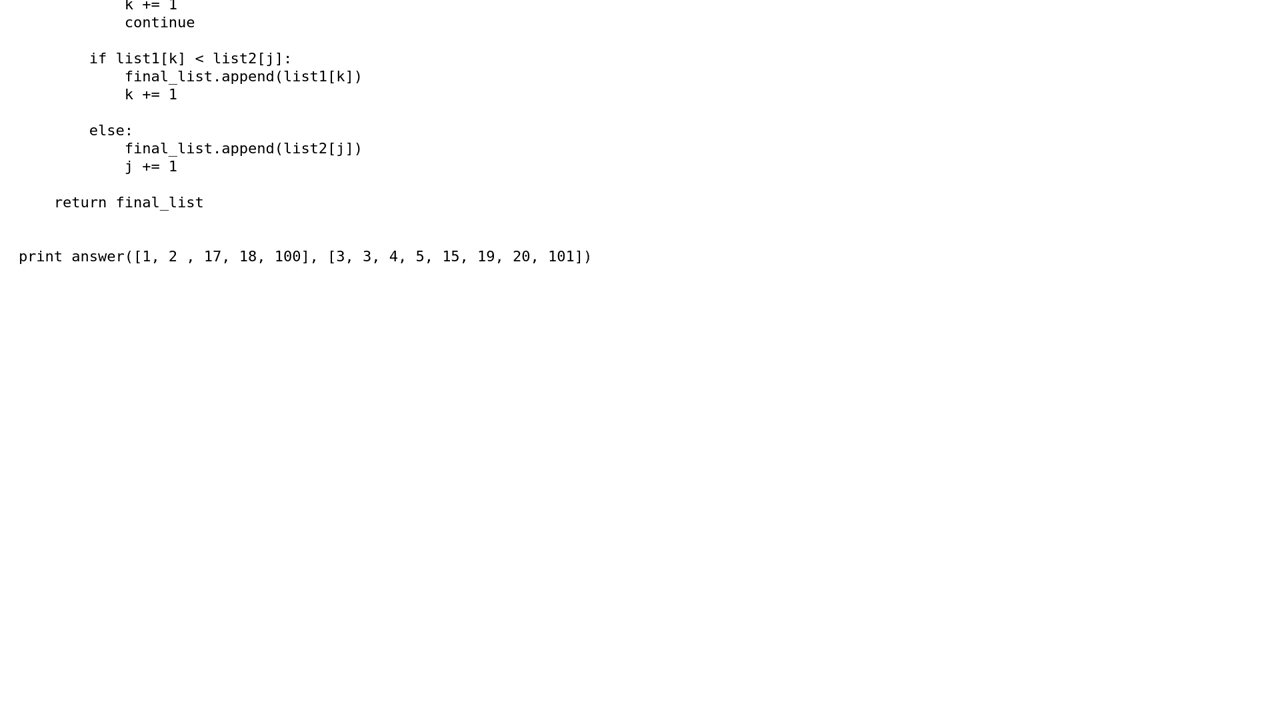 k += 1
            continue

        if list1[k] < list2[j]:
            final_list.append(list1[k])
            k += 1

        else:
            final_list.append(list2[j])
            j += 1

    return final_list


print answer([1, 2 , 17, 18, 100], [3, 3, 4, 5, 15, 19, 20, 101])